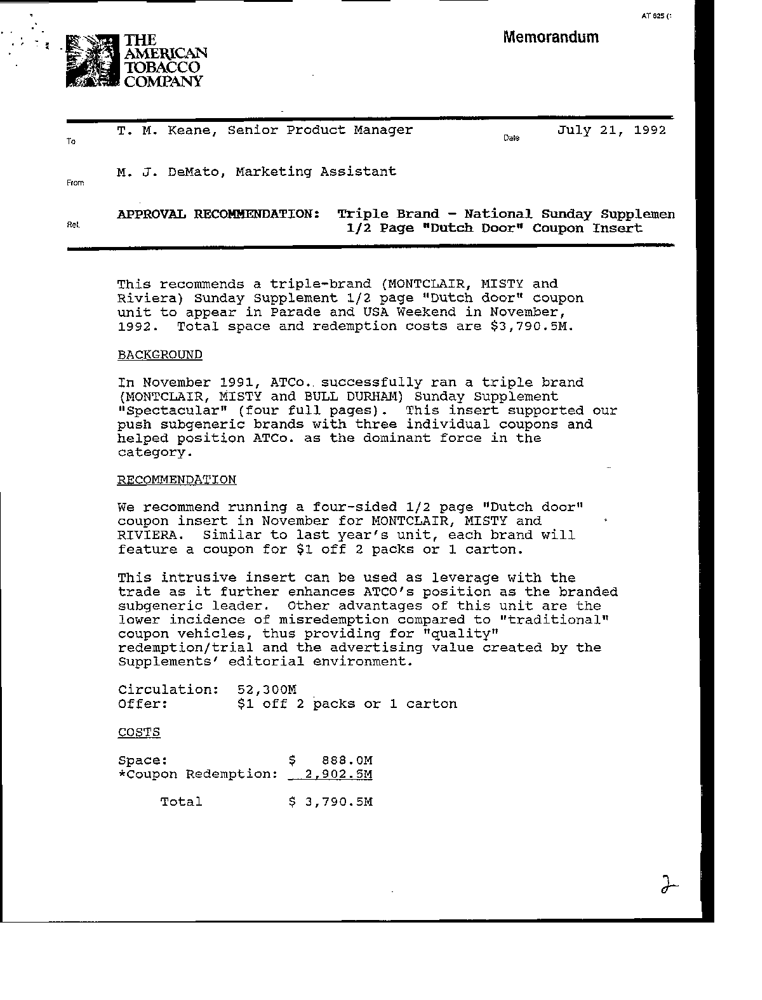 AT 625 (
Memorandum
THE
AMERICAN
TOBACCO
COMPANY
To T. M. Keane, Senior Product Manager Date July 21, 1992
From M. J. DeMato, Marketing Assistant
Ref. APPROVAL RECOMMENDATION: Triple Brand - National Sunday Supplemen
1/2 Page "Dutch Door" Coupon Insert
This recommends a triple-brand (MONTCLAIR, MISTY and
Riviera) Sunday Supplement 1/2 page "Dutch door" coupon
unit to appear in Parade and USA Weekend in November,
1992. Total space and redemption costs are $3,790.5M.
BACKGROUND
In November 1991, ATCo. successfully ran a triple brand
(MONTCLAIR, MISTY and BULL DURHAM) Sunday Supplement
"Spectacular" (four full pages). This insert supported our
push subgeneric brands with three individual coupons and
helped position ATCo. as the dominant force in the
category.
RECOMMENDATION
We recommend running a four-sided 1/2 page "Dutch door"
coupon insert in November for MONTCLAIR, MISTY and
RIVIERA. Similar to last year's unit, each brand will
feature a coupon for $1 off 2 packs or 1 carton.
This intrusive insert can be used as leverage with the
trade as it further enhances ATCO's position as the branded
subgeneric leader. Other advantages of this unit are the
lower incidence of misredemption compared to "traditional"
coupon vehicles, thus providing for "quality"
redemption/trial and the advertising value created by the
Supplements' editorial environment.
Circulation: 52,300M
Offer: $1 off 2 packs or 1 carton
COSTS
Space: $ 888.0M
*Coupon Redemption: 2,902.5M
Total $ 3,790.5M
2